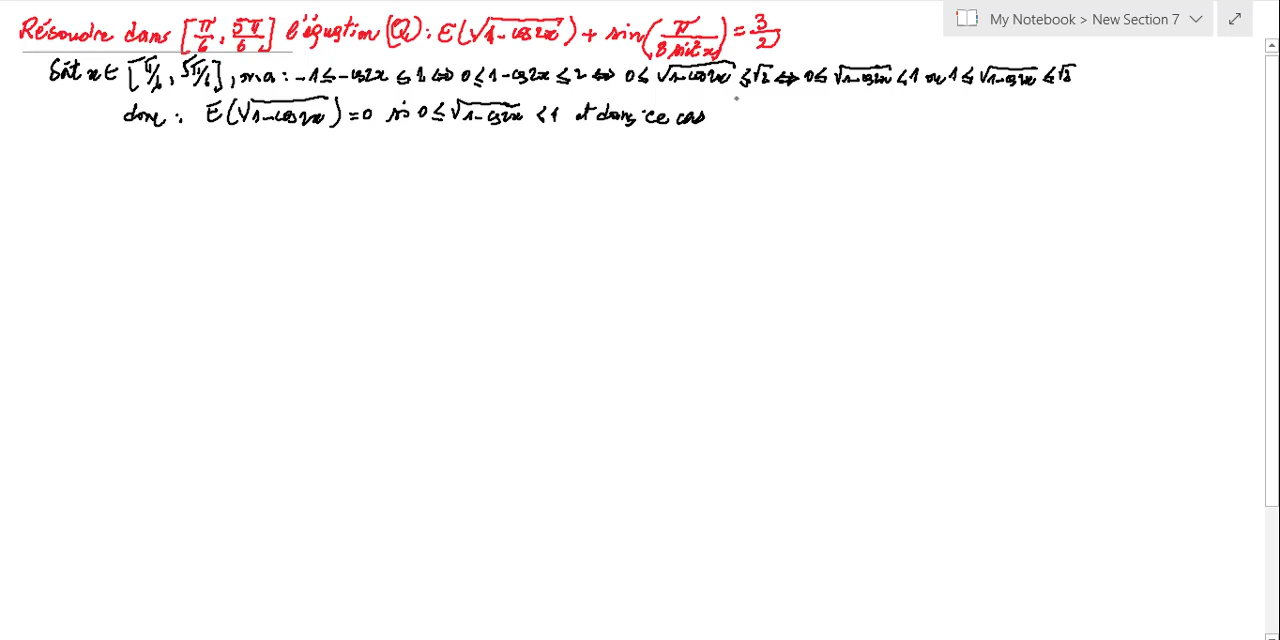 My Notebook > New Section 7
Résoudre dans [π/6, 5π/6] l'équation (Q): E(√(1-cos2x)) + sin(π/(8 sin²x)) = 3/2
Soit x ∈ [π/6, 5π/6], on a : -1 ≤ -cos2x ≤ 1 ⇔ 0 ≤ 1-cos2x ≤ 2 ⇔ 0 ≤ √(1-cos2x) ≤ √2 ⇔ 0 ≤ √(1-cos2x) < 1 ou 1 ≤ √(1-cos2x) ≤ √2
donc : E(√(1-cos2x)) = 0 si 0 ≤ √(1-cos2x) < 1 et dans ce cas